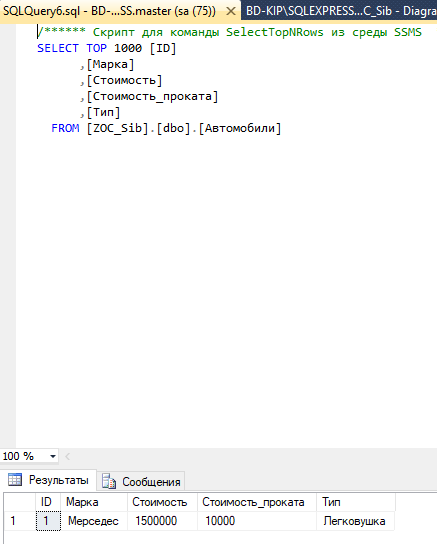 SQLQuery6.sql - BD-...SS.master (sa (75))
BD-KIP\SQLEXPRESS...C_Sib - Diagra
/****** Скрипт для команды SelectTopNRows из среды SSMS
SELECT TOP 1000 [ID]
,[Марка]
,[Стоимость]
,[Стоимость_проката]
,[Тип]
FROM [ZOC_Sib].[dbo].[Автомобили]
100 %
Результаты Сообщения
ID Марка Стоимость Стоимость_проката Тип
1 1 Мерседес 1500000 10000 Легковушка